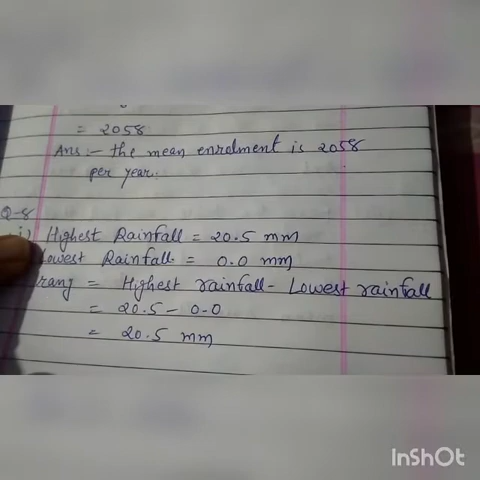 = 2058
Ans:- the mean enrolment is 2058
per year.
Q-8
i) Highest Rainfall = 20.5 mm
Lowest Rainfall = 0.0 mm
rang = Highest rainfall - Lowest rainfall
= 20.5 - 0.0
= 20.5 mm
InShOt